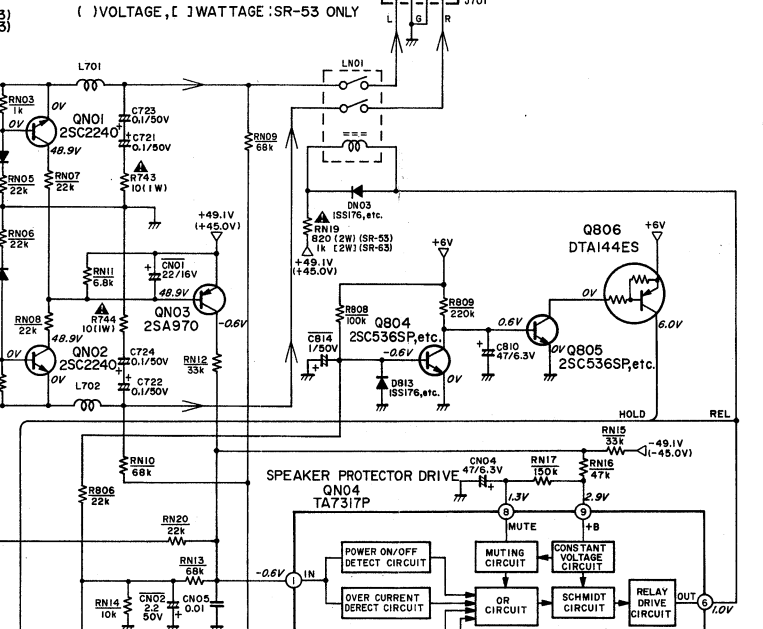 3)
3)
( )VOLTAGE,[ ]WATTAGE:SR-53 ONLY
J701
L
G
R
L701
LN01
RN03
1k
0V
0V
QN01
2SC2240
C723
0.1/50V
C721
0.1/50V
48.9V
RN09
68k
RN05
22k
RN07
22k
R743
10(1W)
DN03
1SS176,etc.
RN19
820 (2W) (SR-53)
1k [2W] (SR-63)
+49.1V
(+45.0V)
+49.1V
(+45.0V)
RN06
22k
RN11
6.8k
CN01
22/16V
48.9V
QN03
2SA970
-0.6V
+6V
Q806
DTA144ES
+6V
0V
6.0V
R808
100k
R809
220k
Q804
2SC536SP,etc.
0.6V
0V
Q805
2SC536SP,etc.
C814
1/50V
-0.6V
0V
C810
47/6.3V
D813
1SS176,etc.
RN08
22k
R744
10(1W)
48.9V
0V
QN02
2SC2240
0V
C724
0.1/50V
C722
0.1/50V
RN12
33k
L702
HOLD
REL
RN10
68k
RN15
33k
-49.1V
(-45.0V)
SPEAKER PROTECTOR DRIVE
QN04
TA7317P
CN04
47/6.3V
RN17
150k
RN16
47k
1.3V
2.9V
8
9
MUTE
+B
R806
22k
RN20
22k
RN13
68k
-0.6V
1
IN
POWER ON/OFF
DETECT CIRCUIT
MUTING
CIRCUIT
CONSTANT
VOLTAGE
CIRCUIT
RN14
10k
CN02
2.2
50V
CN05
0.01
OVER CURRENT
DERECT CIRCUIT
OR
CIRCUIT
SCHMIDT
CIRCUIT
RELAY
DRIVE
CIRCUIT
OUT
6
1.0V